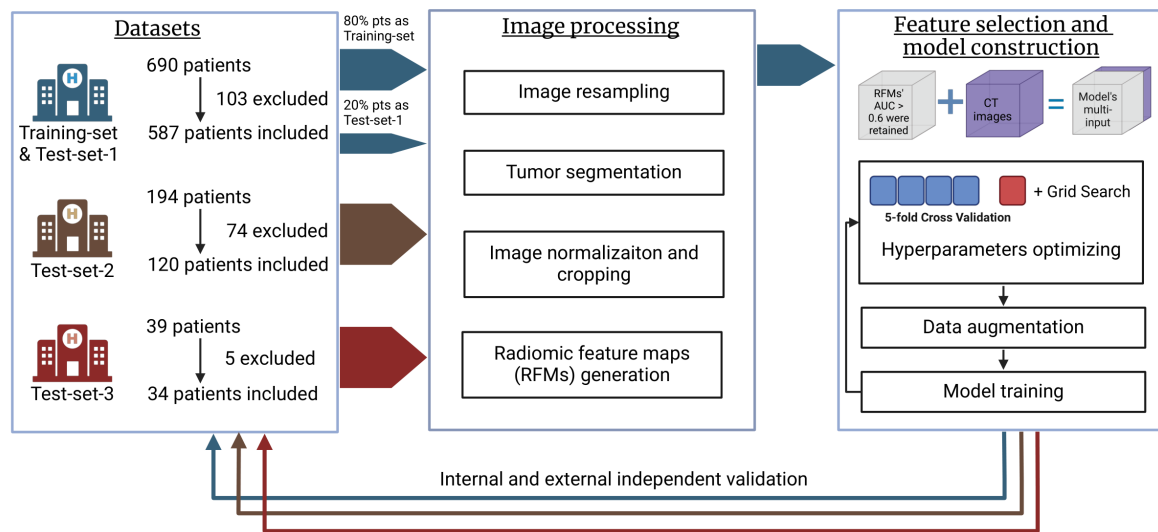 Datasets
H
690 patients
103 excluded
587 patients included
Training-set
& Test-set-1
H
194 patients
74 excluded
120 patients included
Test-set-2
H
39 patients
5 excluded
34 patients included
Test-set-3
80% pts as
Training-set
20% pts as
Test-set-1
Image processing
Image resampling
Tumor segmentation
Image normalizaiton and
cropping
Radiomic feature maps
(RFMs) generation
Feature selection and
model construction
RFMs'
AUC >
0.6 were
retained
+
CT
images
=
Model's
multi-
input
+ Grid Search
5-fold Cross Validation
Hyperparameters optimizing
Data augmentation
Model training
Internal and external independent validation